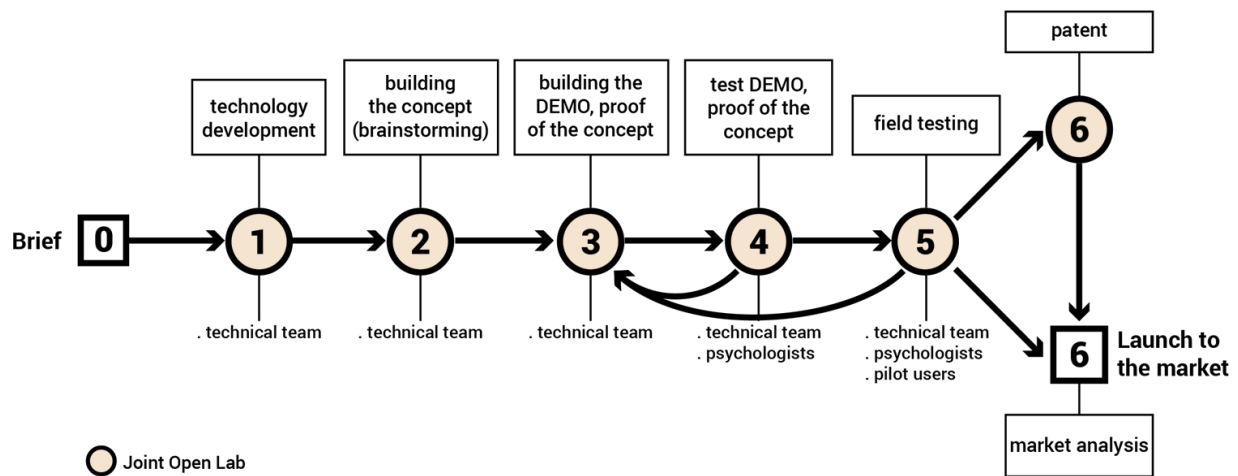 patent
technology
development
building
the concept
(brainstorming)
building the
DEMO, proof
of the concept
test DEMO,
proof of the
concept
field testing
6
Brief
0
1
2
3
4
5
. technical team
. technical team
. technical team
. technical team
. psychologists
. technical team
. psychologists
. pilot users
6
Launch to
the market
market analysis
Joint Open Lab